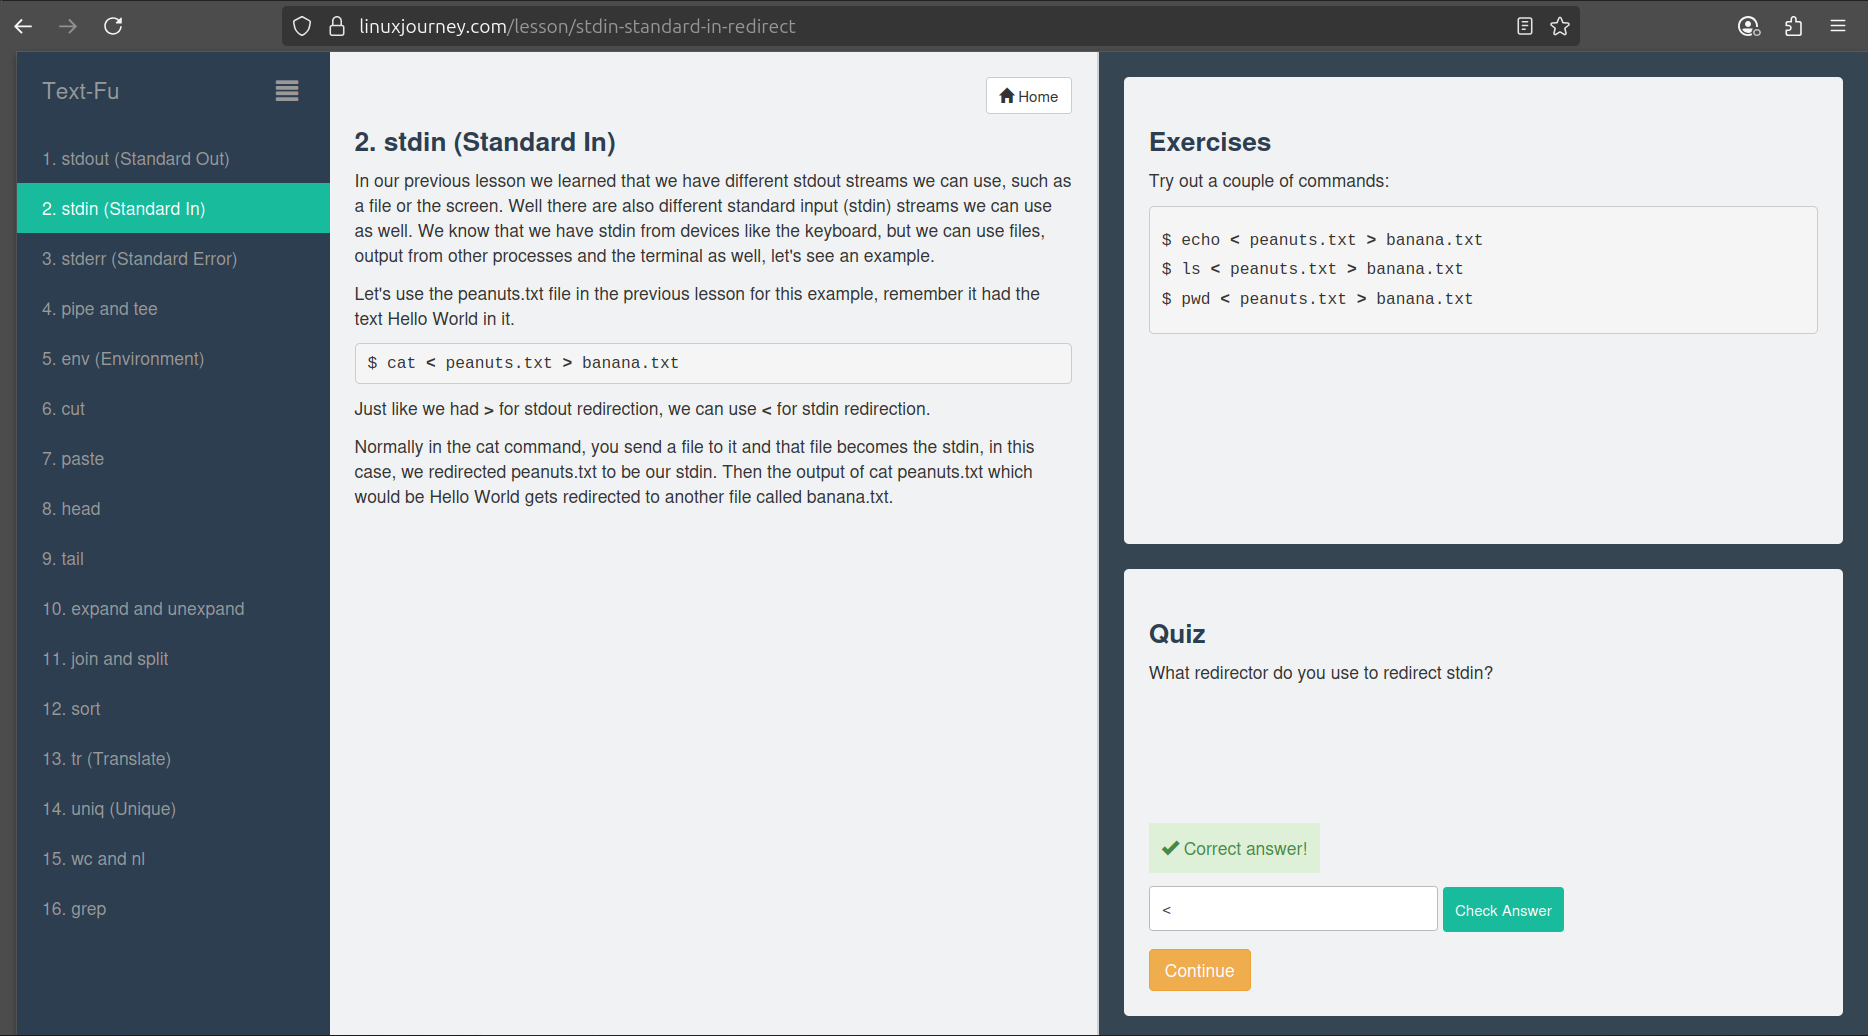 linuxjourney.com/lesson/stdin-standard-in-redirect
Text-Fu
1. stdout (Standard Out)
2. stdin (Standard In)
3. stderr (Standard Error)
4. pipe and tee
5. env (Environment)
6. cut
7. paste
8. head
9. tail
10. expand and unexpand
11. join and split
12. sort
13. tr (Translate)
14. uniq (Unique)
15. wc and nl
16. grep
Home
2. stdin (Standard In)
In our previous lesson we learned that we have different stdout streams we can use, such as
a file or the screen. Well there are also different standard input (stdin) streams we can use
as well. We know that we have stdin from devices like the keyboard, but we can use files,
output from other processes and the terminal as well, let's see an example.
Let's use the peanuts.txt file in the previous lesson for this example, remember it had the
text Hello World in it.
$ cat < peanuts.txt > banana.txt
Just like we had > for stdout redirection, we can use < for stdin redirection.
Normally in the cat command, you send a file to it and that file becomes the stdin, in this
case, we redirected peanuts.txt to be our stdin. Then the output of cat peanuts.txt which
would be Hello World gets redirected to another file called banana.txt.
Exercises
Try out a couple of commands:
$ echo < peanuts.txt > banana.txt
$ ls < peanuts.txt > banana.txt
$ pwd < peanuts.txt > banana.txt
Quiz
What redirector do you use to redirect stdin?
Correct answer!
<
Check Answer
Continue